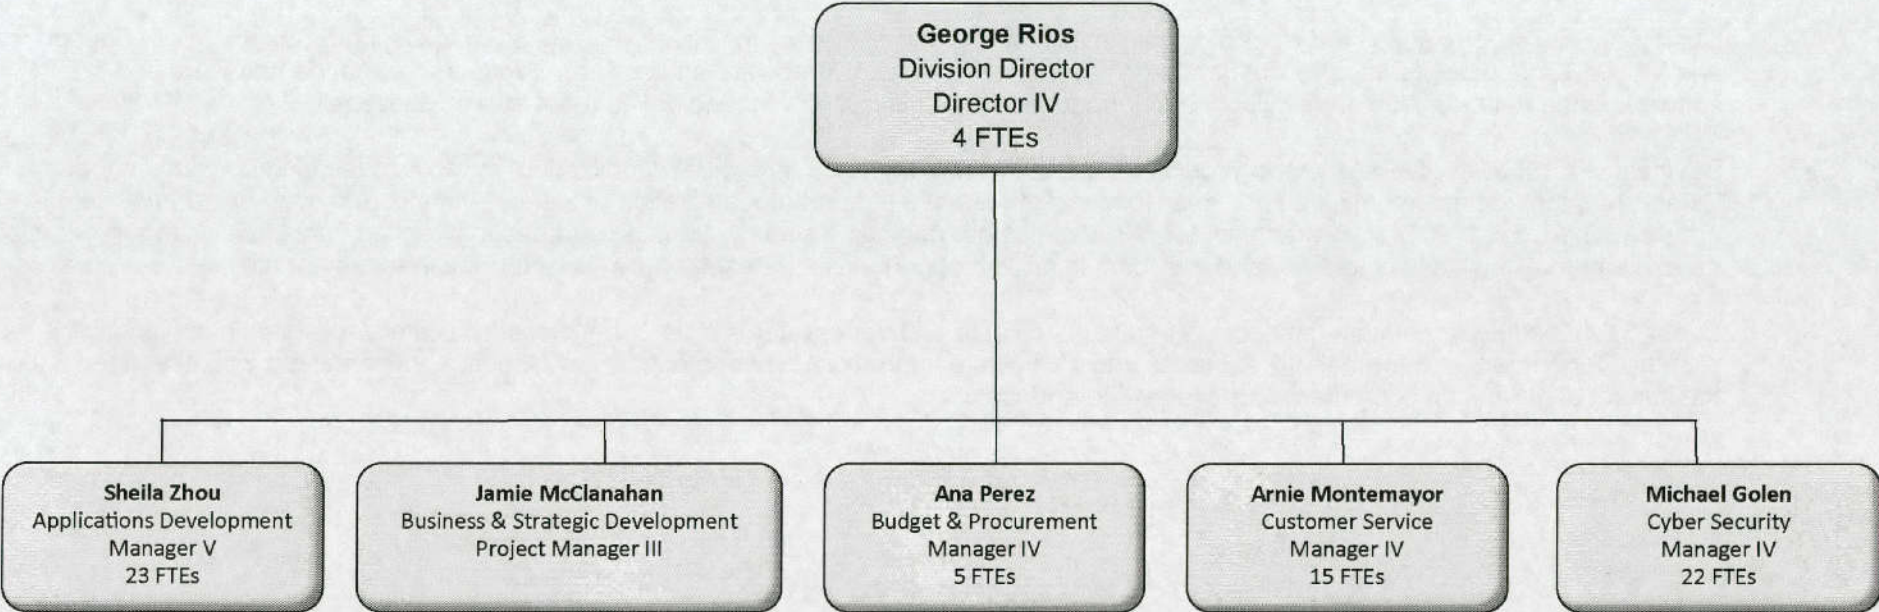 George Rios
Division Director
Director IV
4 FTEs
Sheila Zhou
Applications Development
Manager V
23 FTEs
Jamie McClanahan
Business & Strategic Development
Project Manager III
Ana Perez
Budget & Procurement
Manager IV
5 FTEs
Arnie Montemayor
Customer Service
Manager IV
15 FTEs
Michael Golen
Cyber Security
Manager IV
22 FTEs